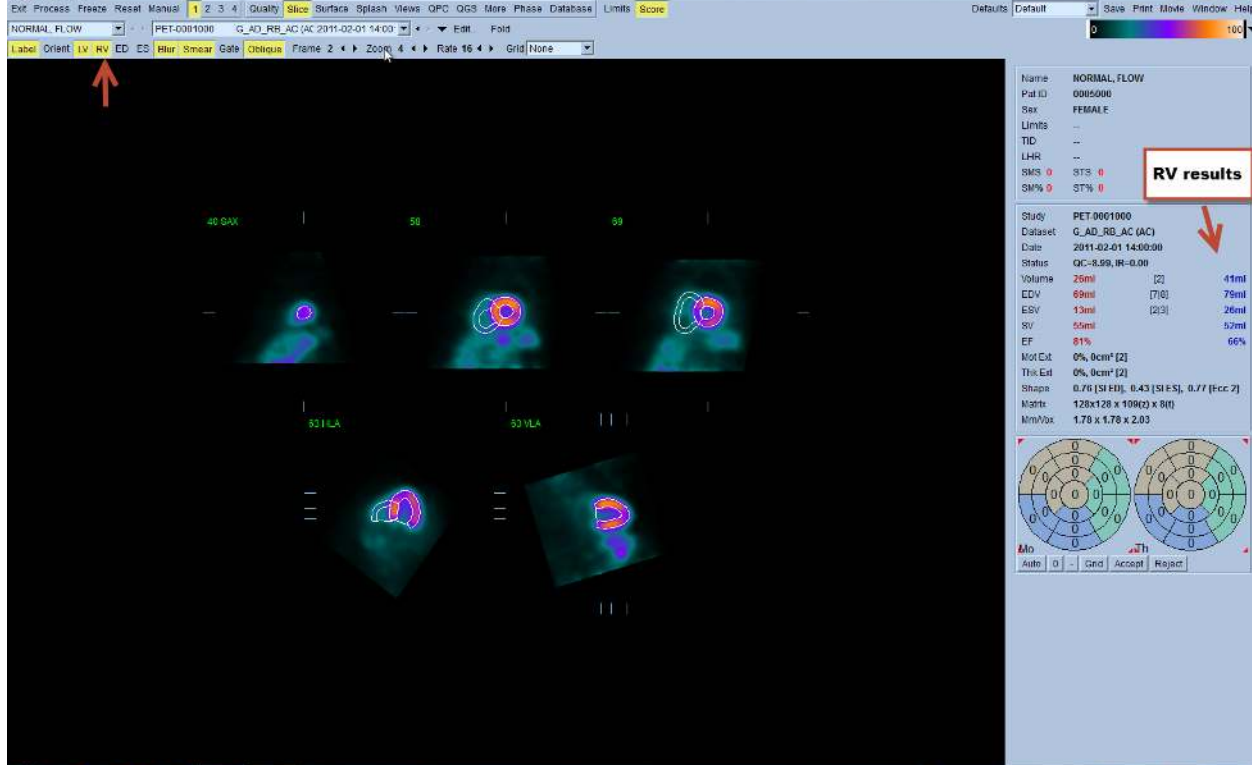 Exit Process Freeze Reset Manual 1 2 3 4 Quality Slice Surface Splash Views QPC QGS More Phase Database Limits Score Defaults Default Save Print Movie Window Help
NORMAL, FLOW PET-0001000 G_AD_RB_AC (AC 2011-02-01 14:00: Edit.. Fold 0 100
Label Orient LV RV ED ES Blur Smear Gate Oblique Frame 2 Zoom 4 Rate 16 Grid None
Name NORMAL, FLOW
Pat ID 0005000
Sex FEMALE
Limits --
TID --
LHR --
SMS 0 STS 0
SM% 0 ST% 0
RV results
40 SAX 58 69
Study PET-0001000
Dataset G_AD_RB_AC (AC)
Date 2011-02-01 14:00:00
Status QC=8.99, IR=0.00
Volume 26ml [2] 41ml
EDV 69ml [7|8] 79ml
ESV 13ml [2|3] 26ml
SV 55ml 52ml
EF 81% 66%
Mot Ext 0%, 0cm² [2]
Thk Ext 0%, 0cm² [2]
Shape 0.76 [SI ED], 0.43 [SI ES], 0.77 [Ecc 2]
Matrix 128x128 x 109(z) x 8(t)
Mm/Vox 1.78 x 1.78 x 2.03
63 HLA 63 VLA
Mo Th
Auto 0 - Grid Accept Reject